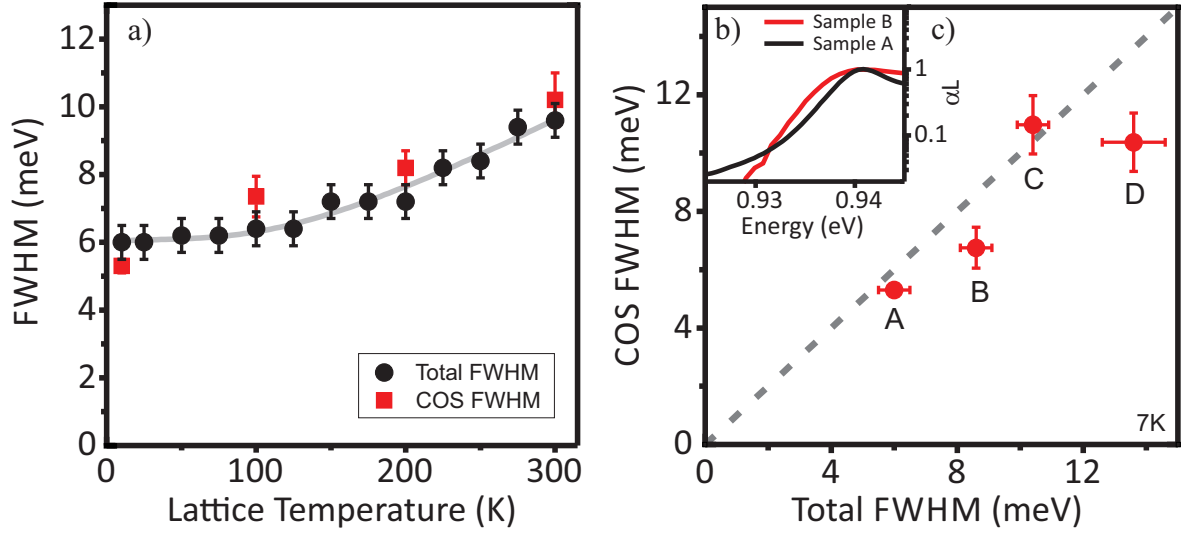 a)
12
10
8
6
4
2
0
FWHM (meV)
100
200
300
Lattice Temperature (K)
Total FWHM
COS FWHM
b)
Sample B
Sample A
c)
1
0.1
αL
0.93
0.94
Energy (eV)
12
8
4
0
COS FWHM (meV)
A
B
C
D
7K
0
4
8
12
Total FWHM (meV)